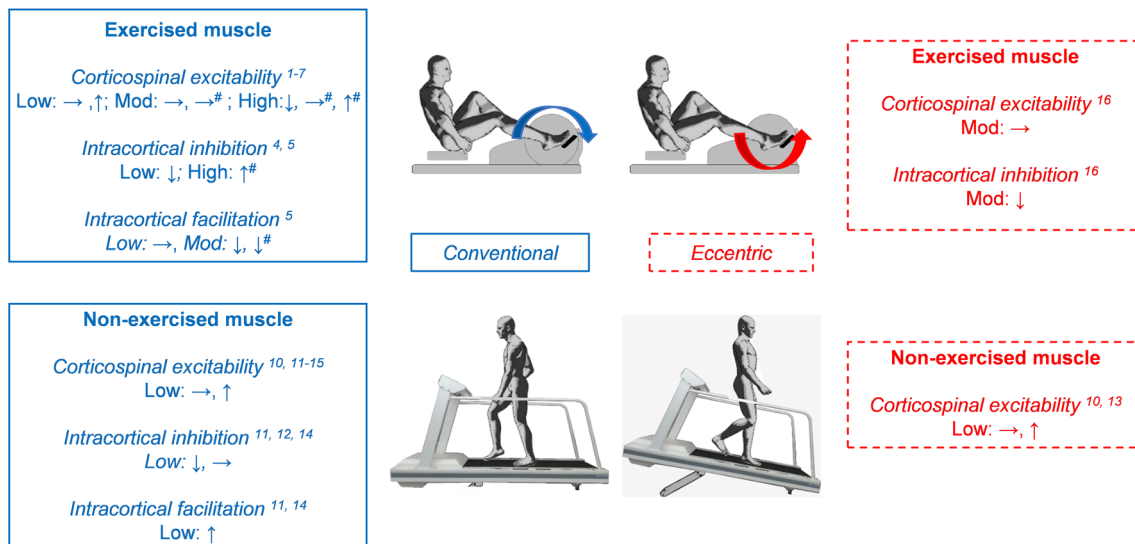 Exercised muscle
Corticospinal excitability 1-7
Low: → ,↑; Mod: →, →# ; High:↓, →#, ↑#
Intracortical inhibition 4, 5
Low: ↓; High: ↑#
Intracortical facilitation 5
Low: →, Mod: ↓, ↓#
Conventional
Eccentric
Exercised muscle
Corticospinal excitability 16
Mod: →
Intracortical inhibition 16
Mod: ↓
Non-exercised muscle
Corticospinal excitability 10, 11-15
Low: →, ↑
Intracortical inhibition 11, 12, 14
Low: ↓, →
Intracortical facilitation 11, 14
Low: ↑
Non-exercised muscle
Corticospinal excitability 10, 13
Low: →, ↑